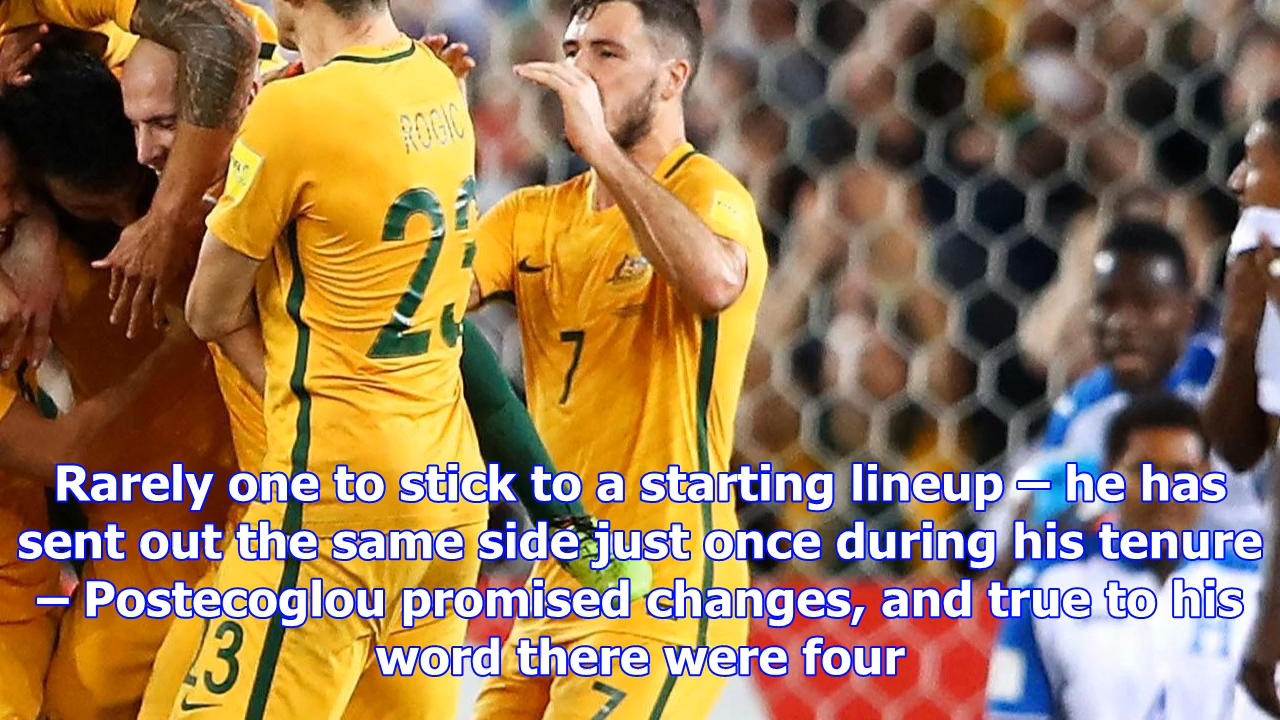 ROGIC
23
7
Rarely one to stick to a starting lineup – he has
sent out the same side just once during his tenure
– Postecoglou promised changes, and true to his
word there were four
23
7